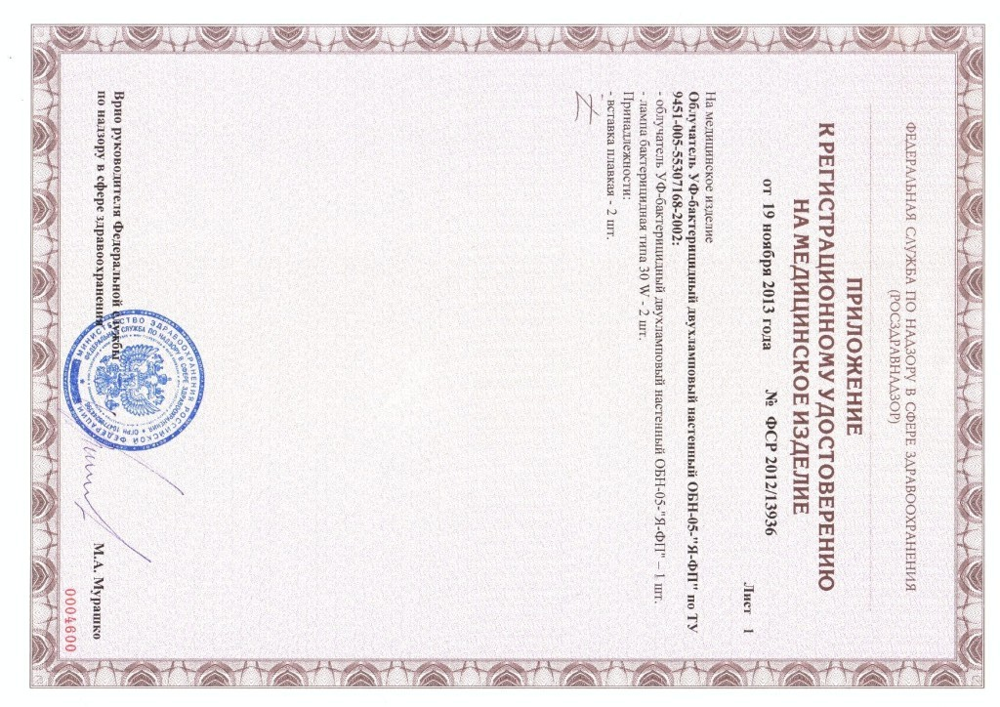 ФЕДЕРАЛЬНАЯ СЛУЖБА ПО НАДЗОРУ В СФЕРЕ ЗДРАВООХРАНЕНИЯ
(РОСЗДРАВНАДЗОР)
ПРИЛОЖЕНИЕ
К РЕГИСТРАЦИОННОМУ УДОСТОВЕРЕНИЮ
НА МЕДИЦИНСКОЕ ИЗДЕЛИЕ
от 19 ноября 2013 года № ФСР 2012/13936
Лист 1
На медицинское изделие
Облучатель УФ-бактерицидный двухламповый настенный ОБН-05-"Я-ФП" по ТУ
9451-005-55307168-2002:
- облучатель УФ-бактерицидный двухламповый настенный ОБН-05-"Я-ФП" – 1 шт.
- лампа бактерицидная типа 30 W - 2 шт.
Принадлежности:
- вставка плавкая - 2 шт.
Врио руководителя Федеральной службы
по надзору в сфере здравоохранения
М.А. Мурашко
МИНИСТЕРСТВО ЗДРАВООХРАНЕНИЯ РОССИЙСКОЙ ФЕДЕРАЦИИ
ФЕДЕРАЛЬНАЯ СЛУЖБА ПО НАДЗОРУ В СФЕРЕ ЗДРАВООХРАНЕНИЯ
0004600